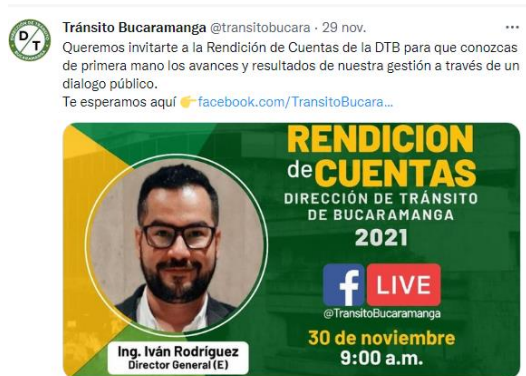 Tránsito Bucaramanga @transitobucara · 29 nov.
Queremos invitarte a la Rendición de Cuentas de la DTB para que conozcas
de primera mano los avances y resultados de nuestra gestión a través de un
dialogo público.
Te esperamos aquí 👉 facebook.com/TransitoBucara...
RENDICIÓN
de CUENTAS
DIRECCIÓN DE TRÁNSITO
DE BUCARAMANGA
2021
f LIVE
@TransitoBucaramanga
30 de noviembre
9:00 a.m.
Ing. Iván Rodríguez
Director General (E)
DT